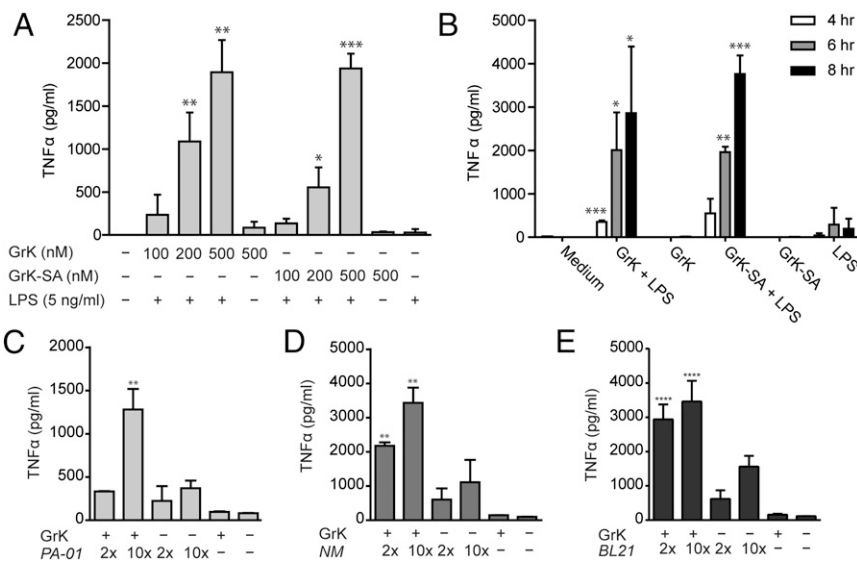 A
TNFα (pg/ml)
2500
2000
1500
1000
500
0
** ** * ***
GrK (nM) – 100 200 500 500 – – – – –
GrK-SA (nM) – – – – – 100 200 500 500 –
LPS (5 ng/ml) – + + + – + + + – +
B
TNFα (pg/ml)
6000
5000
4000
3000
2000
1000
0
4 hr
6 hr
8 hr
*** * * ** ***
Medium
GrK + LPS
GrK
GrK-SA + LPS
GrK-SA
LPS
C
TNFα (pg/ml)
2000
1500
1000
500
0
**
GrK + + – – + –
PA-01 2x 10x 2x 10x – –
D
TNFα (pg/ml)
5000
4000
3000
2000
1000
0
** **
GrK + + – – + –
NM 2x 10x 2x 10x – –
E
TNFα (pg/ml)
5000
4000
3000
2000
1000
0
**** ****
GrK + + – – + –
BL21 2x 10x 2x 10x – –